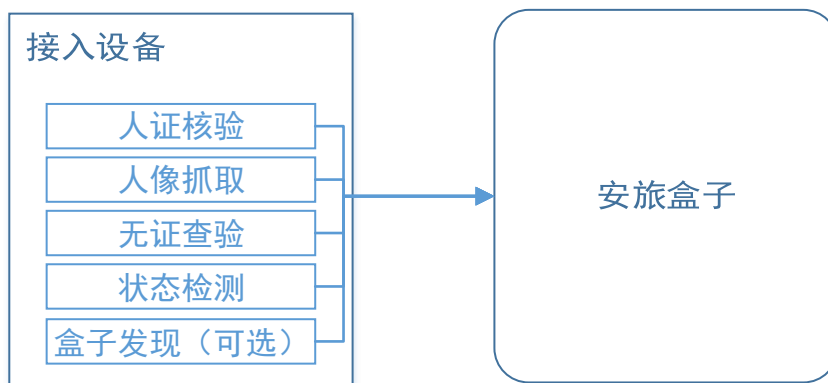 接入设备
人证核验
人像抓取
无证查验
状态检测
盒子发现（可选）
安旅盒子